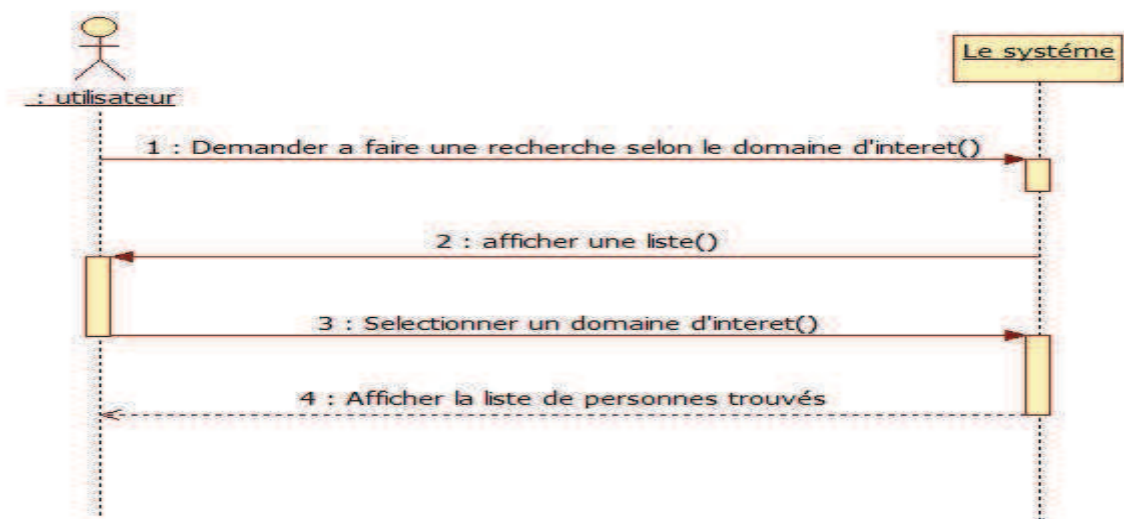 Le systéme
: utilisateur
1 : Demander a faire une recherche selon le domaine d'interet()
2 : afficher une liste()
3 : Selectionner un domaine d'interet()
4 : Afficher la liste de personnes trouvés